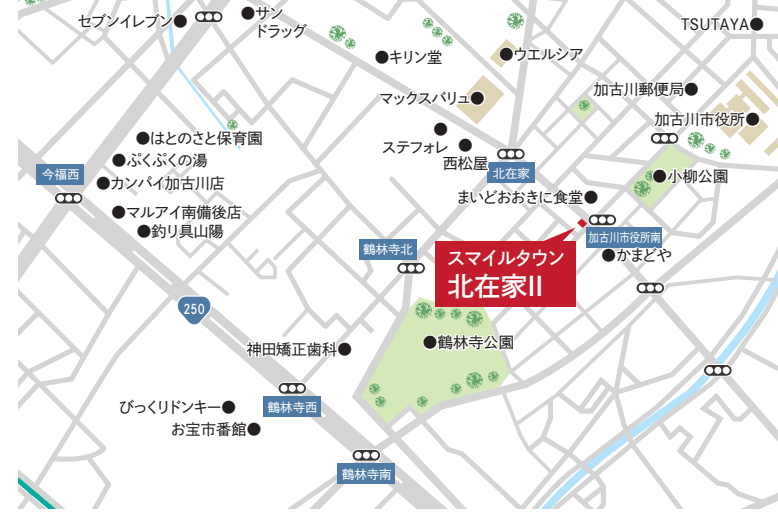 セブンイレブン
サン
ドラッグ
TSUTAYA
キリン堂
ウエルシア
マックスバリュ
加古川郵便局
加古川市役所
はとのさと保育園
ステフォレ
西松屋
北在家
ぷくぷくの湯
今福西
カンパイ加古川店
小柳公園
まいどおおきに食堂
マルアイ南備後店
釣り具山陽
加古川市役所南
鶴林寺北
スマイルタウン
北在家II
かまどや
250
神田矯正歯科
鶴林寺公園
びっくりドンキー
鶴林寺西
お宝市番館
鶴林寺南